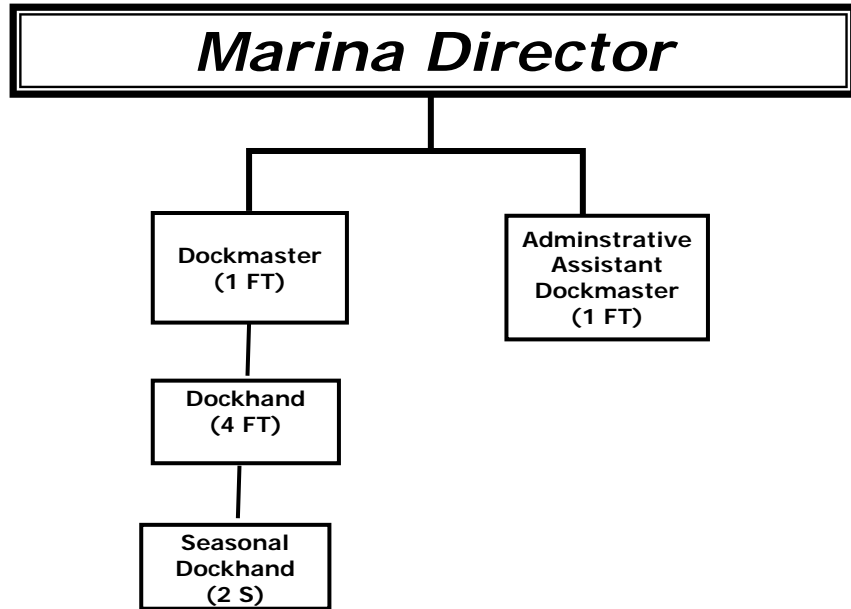 Marina Director
Dockmaster
(1 FT)
Adminstrative
Assistant
Dockmaster
(1 FT)
Dockhand
(4 FT)
Seasonal
Dockhand
(2 S)